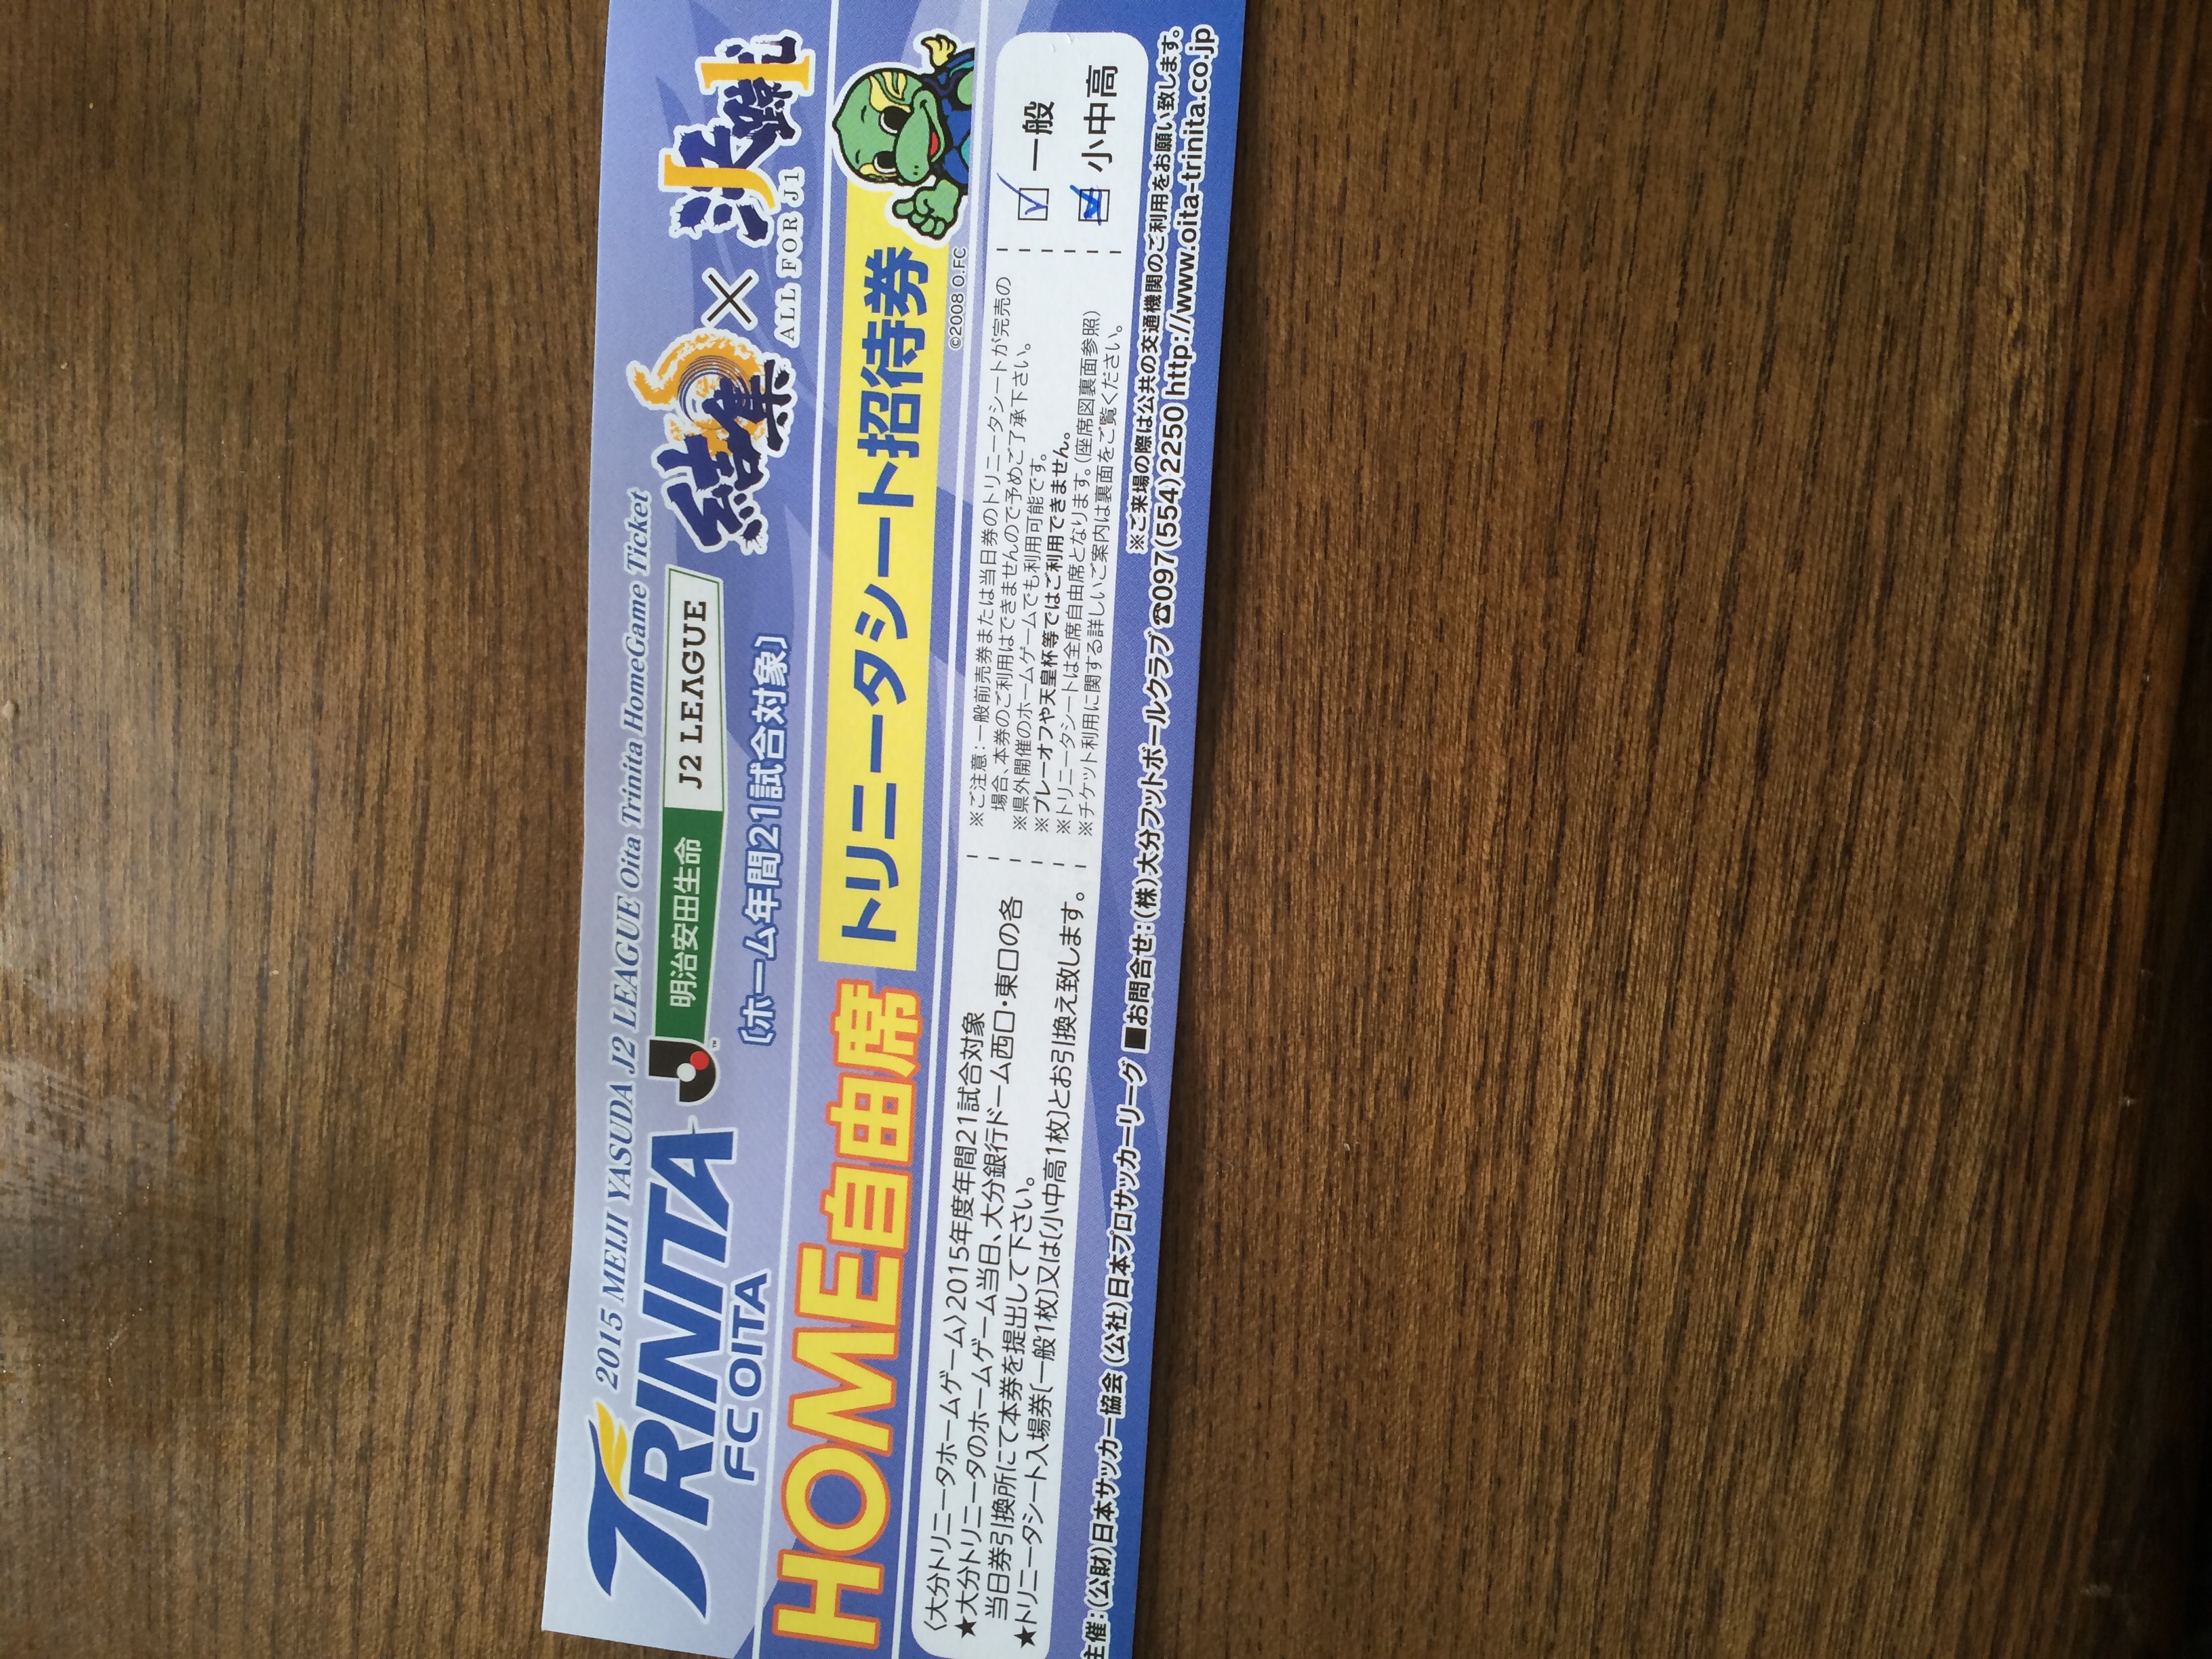 2015 MEIJI YASUDA J2 LEAGUE Oita Trinita HomeGame Ticket
TRINITA
FC OITA
明治安田生命 J2 LEAGUE
〔ホーム年間21試合対象〕
結集 × 決戦
ALL FOR J1
HOME自由席 トリニータシート招待券
©2008 O.FC
〈大分トリニータホームゲーム〉2015年度年間21試合対象
★大分トリニータのホームゲーム当日、大分銀行ドーム西口・東口の各
当日券引換所にて本券を提出して下さい。
★トリニータシート入場券〔一般1枚〕又は〔小中高1枚〕とお引換え致します。
※ご注意:一般前売券または当日券のトリニータシートが完売の
場合、本券のご利用はできませんので予めご了承下さい。
※県外開催のホームゲームでも利用可能です。
※プレーオフや天皇杯等ではご利用できません。
※トリニータシートは全席自由席となります。(座席図裏面参照)
※チケット利用に関する詳しいご案内は裏面をご覧ください。
一般
小中高
※ご来場の際は公共の交通機関のご利用をお願い致します。
主催:(公財)日本サッカー協会 (公社)日本プロサッカーリーグ ■お問合せ:(株)大分フットボールクラブ ☎097(554)2250 http://www.oita-trinita.co.jp